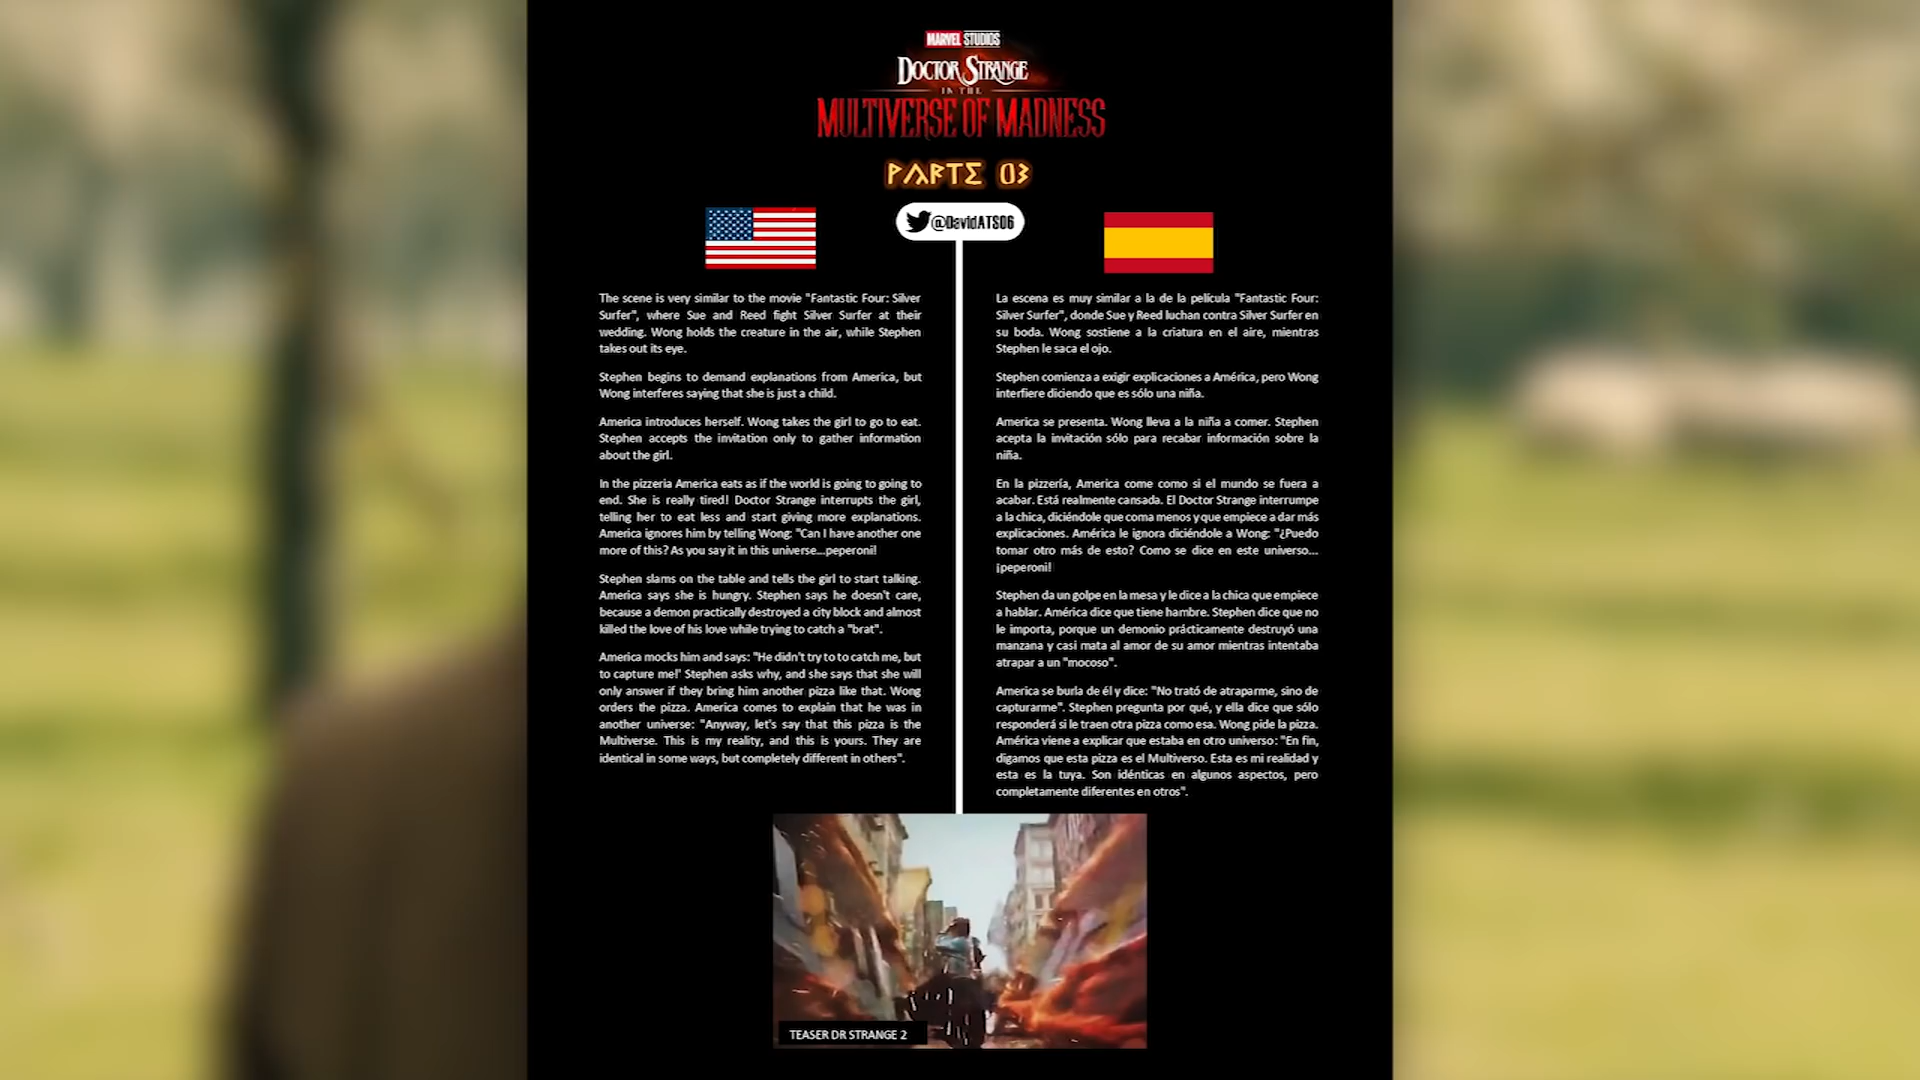 MARVEL STUDIOS
DOCTOR STRANGE
IN THE
MULTIVERSE OF MADNESS
PARTE 03
@DavidATS06
The scene is very similar to the movie "Fantastic Four: Silver
Surfer", where Sue and Reed fight Silver Surfer at their
wedding. Wong holds the creature in the air, while Stephen
takes out its eye.
Stephen begins to demand explanations from America, but
Wong interferes saying that she is just a child.
America introduces herself. Wong takes the girl to go to eat.
Stephen accepts the invitation only to gather information
about the girl.
In the pizzeria America eats as if the world is going to going to
end. She is really tired! Doctor Strange interrupts the girl,
telling her to eat less and start giving more explanations.
America ignores him by telling Wong: "Can I have another one
more of this? As you say it in this universe...peperoni!
Stephen slams on the table and tells the girl to start talking.
America says she is hungry. Stephen says he doesn't care,
because a demon practically destroyed a city block and almost
killed the love of his love while trying to catch a "brat".
America mocks him and says: "He didn't try to to catch me, but
to capture me!' Stephen asks why, and she says that she will
only answer if they bring him another pizza like that. Wong
orders the pizza. America comes to explain that he was in
another universe: "Anyway, let's say that this pizza is the
Multiverse. This is my reality, and this is yours. They are
identical in some ways, but completely different in others".
La escena es muy similar a la de la película "Fantastic Four:
Silver Surfer", donde Sue y Reed luchan contra Silver Surfer en
su boda. Wong sostiene a la criatura en el aire, mientras
Stephen le saca el ojo.
Stephen comienza a exigir explicaciones a América, pero Wong
interfiere diciendo que es sólo una niña.
America se presenta. Wong lleva a la niña a comer. Stephen
acepta la invitación sólo para recabar información sobre la
niña.
En la pizzería, America come como si el mundo se fuera a
acabar. Está realmente cansada. El Doctor Strange interrumpe
a la chica, diciéndole que coma menos y que empiece a dar más
explicaciones. América le ignora diciéndole a Wong: "¿Puedo
tomar otro más de esto? Como se dice en este universo...
¡peperoni!
Stephen da un golpe en la mesa y le dice a la chica que empiece
a hablar. América dice que tiene hambre. Stephen dice que no
le importa, porque un demonio prácticamente destruyó una
manzana y casi mata al amor de su amor mientras intentaba
atrapar a un "mocoso".
America se burla de él y dice: "No trató de atraparme, sino de
capturarme". Stephen pregunta por qué, y ella dice que sólo
responderá si le traen otra pizza como esa. Wong pide la pizza.
América viene a explicar que estaba en otro universo: "En fin,
digamos que esta pizza es el Multiverso. Esta es mi realidad y
esta es la tuya. Son idénticas en algunos aspectos, pero
completamente diferentes en otros".
TEASER DR STRANGE 2